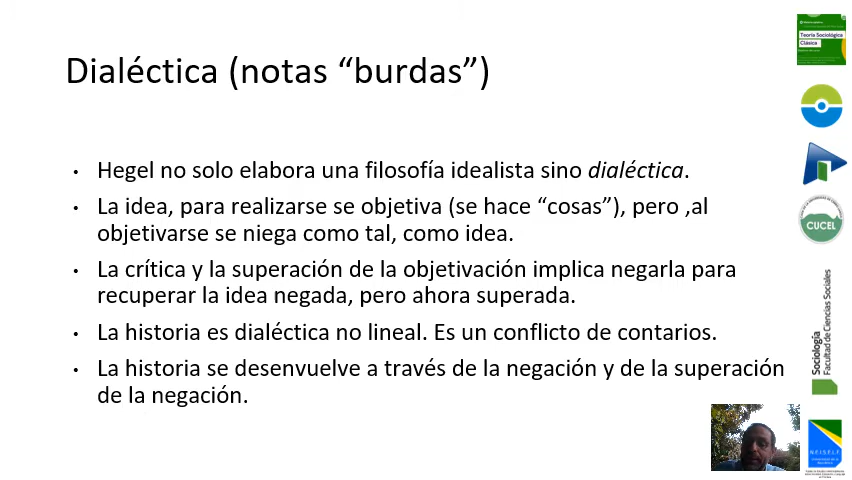 Dialéctica (notas “burdas”)
• Hegel no solo elabora una filosofía idealista sino dialéctica.
• La idea, para realizarse se objetiva (se hace “cosas”), pero ,al
objetivarse se niega como tal, como idea.
• La crítica y la superación de la objetivación implica negarla para
recuperar la idea negada, pero ahora superada.
• La historia es dialéctica no lineal. Es un conflicto de contarios.
• La historia se desenvuelve a través de la negación y de la superación
de la negación.
Teoría Sociológica
Clásica
CUCEL
Sociología
Facultad de Ciencias Sociales
NEISELF